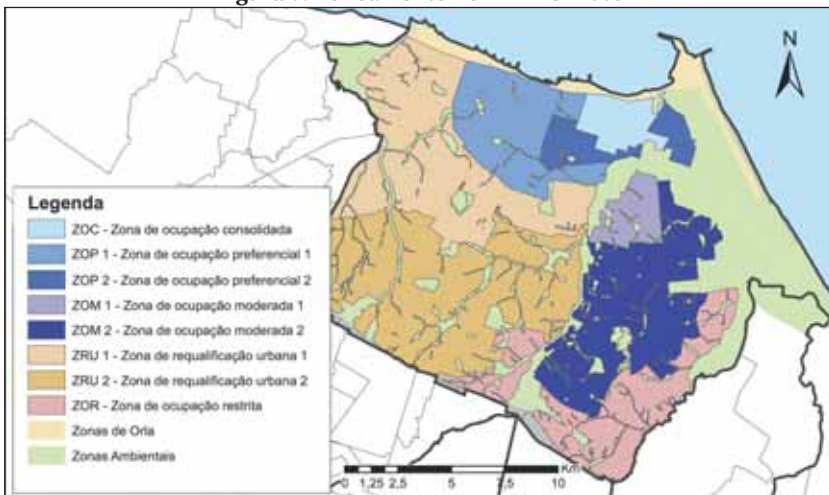 N
Legenda
ZOC - Zona de ocupação consolidada
ZOP 1 - Zona de ocupação preferencial 1
ZOP 2 - Zona de ocupação preferencial 2
ZOM 1 - Zona de ocupação moderada 1
ZOM 2 - Zona de ocupação moderada 2
ZRU 1 - Zona de requalificação urbana 1
ZRU 2 - Zona de requalificação urbana 2
ZOR - Zona de ocupação restrita
Zonas de Orla
Zonas Ambientais
Km
0 1,25 2,5 5 7,5 10